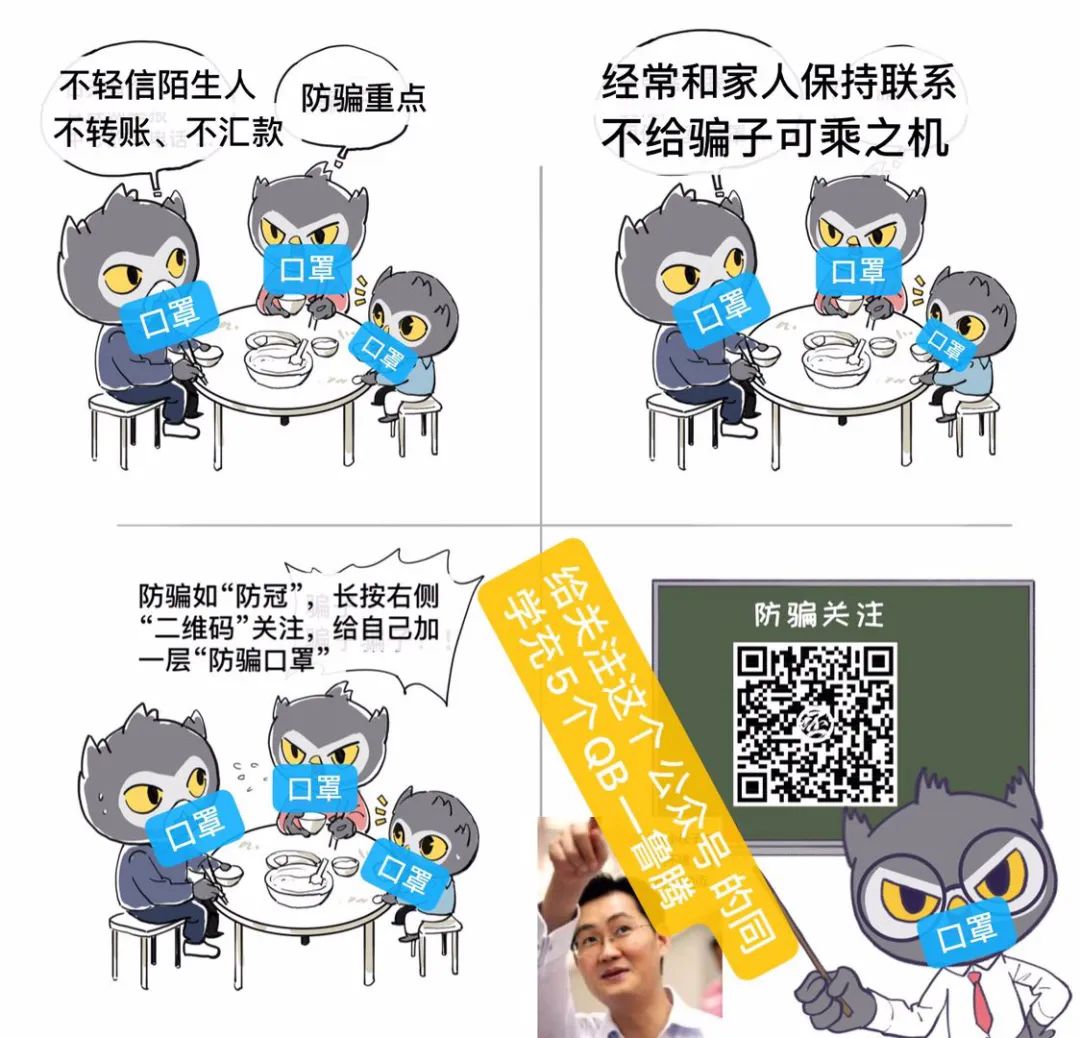 不轻信陌生人
不转账、不汇款
防骗重点
口罩
口罩
口罩
经常和家人保持联系
不给骗子可乘之机
口罩
口罩
口罩
防骗如“防冠”，长按右侧
“二维码”关注，给自己加
一层“防骗口罩”
口罩
口罩
口罩
给关注这个公众号的同
学充5个QB一鲁腾
防骗关注
口罩